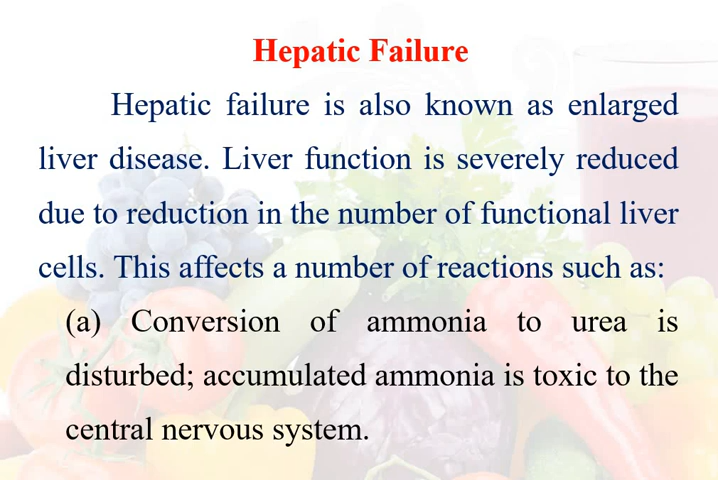 Hepatic Failure
Hepatic failure is also known as enlarged
liver disease. Liver function is severely reduced
due to reduction in the number of functional liver
cells. This affects a number of reactions such as:
(a) Conversion of ammonia to urea is
disturbed; accumulated ammonia is toxic to the
central nervous system.